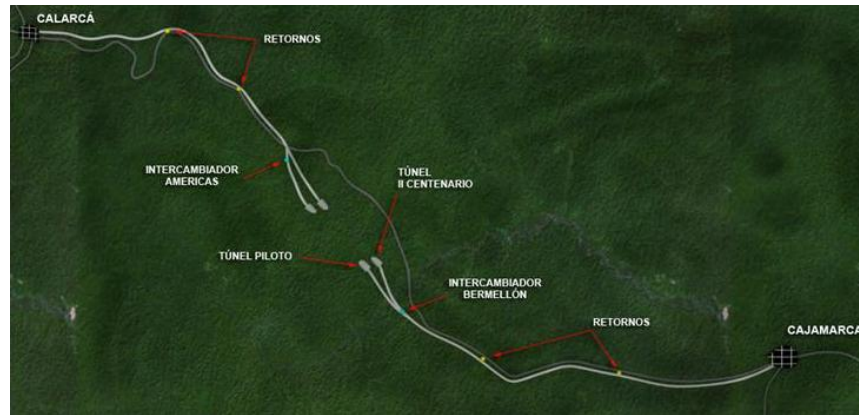 CALARCÁ
RETORNOS
INTERCAMBIADOR
AMERICAS
TÚNEL
II CENTENARIO
TÚNEL PILOTO
INTERCAMBIADOR
BERMELLÓN
RETORNOS
CAJAMARCA